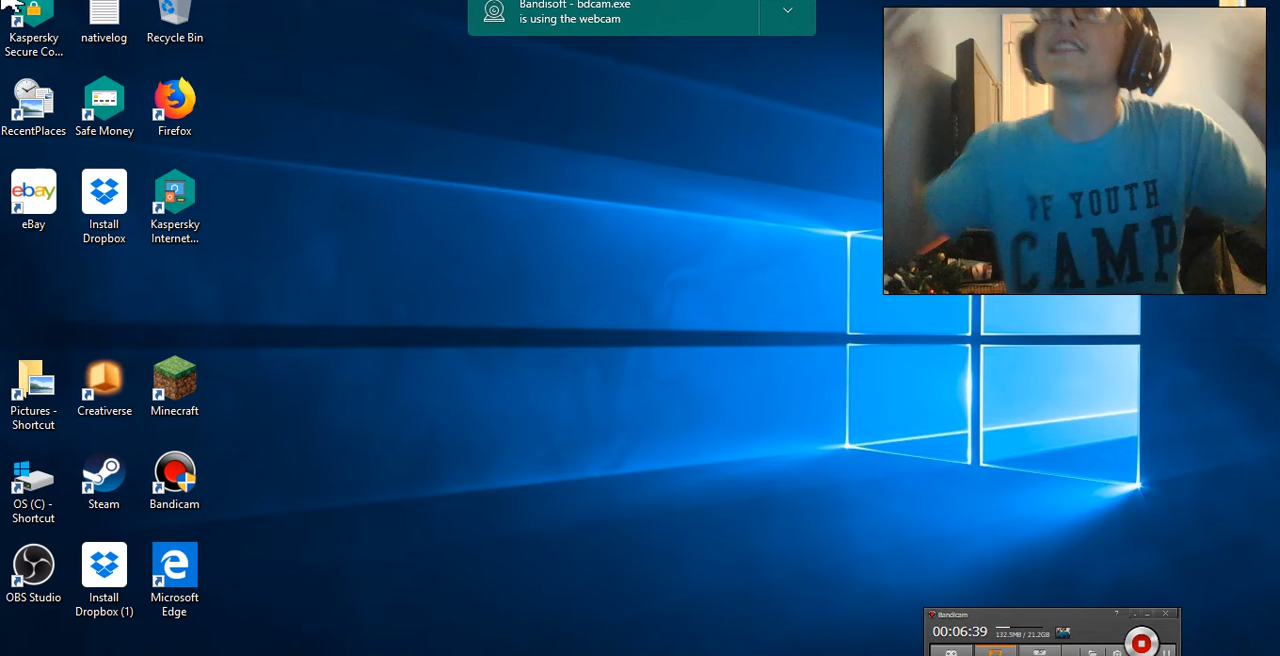 Bandisoft - bdcam.exe
is using the webcam
Kaspersky
Secure Co...
nativelog
Recycle Bin
RecentPlaces
Safe Money
Firefox
ebay
eBay
Install
Dropbox
Kaspersky
Internet...
PF YOUTH
CAMP
Pictures -
Shortcut
Creativerse
Minecraft
OS (C) -
Shortcut
Steam
Bandicam
OBS Studio
Install
Dropbox (1)
Microsoft
Edge
Bandicam
00:06:39
132.5MB / 21.2GB